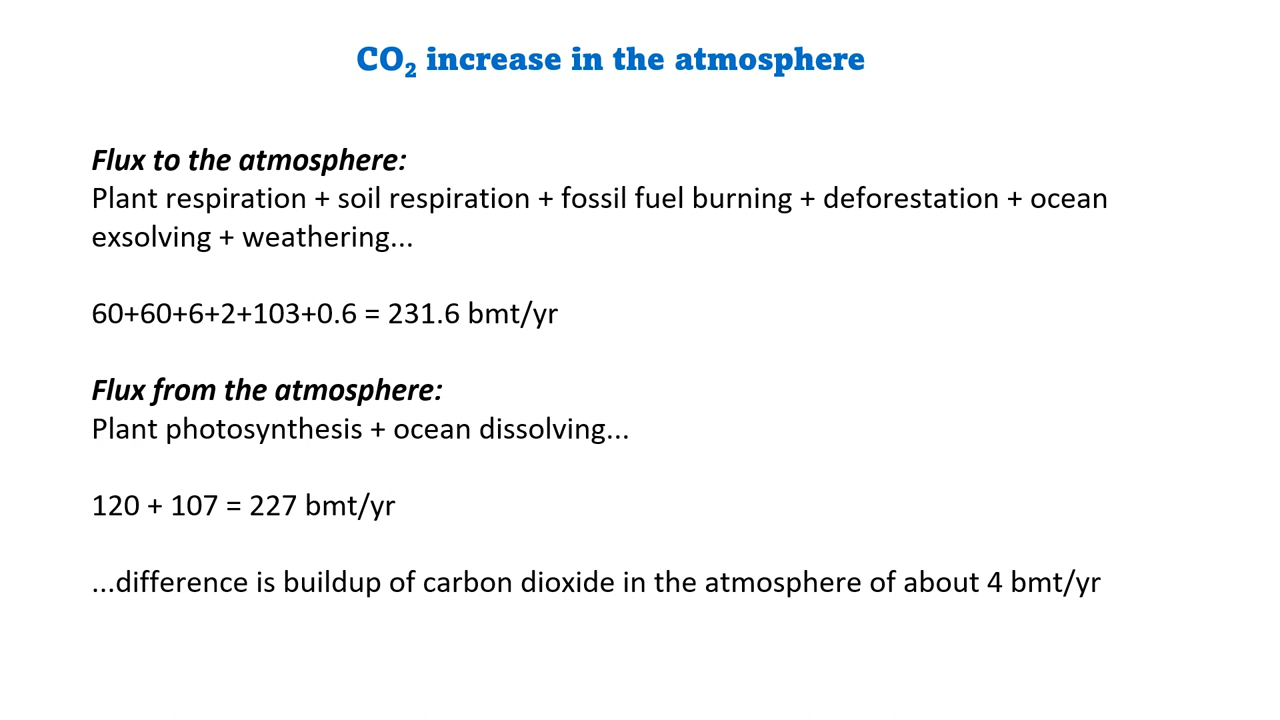 CO₂ increase in the atmosphere
Flux to the atmosphere:
Plant respiration + soil respiration + fossil fuel burning + deforestation + ocean
exsolving + weathering...
60+60+6+2+103+0.6 = 231.6 bmt/yr
Flux from the atmosphere:
Plant photosynthesis + ocean dissolving...
120 + 107 = 227 bmt/yr
...difference is buildup of carbon dioxide in the atmosphere of about 4 bmt/yr